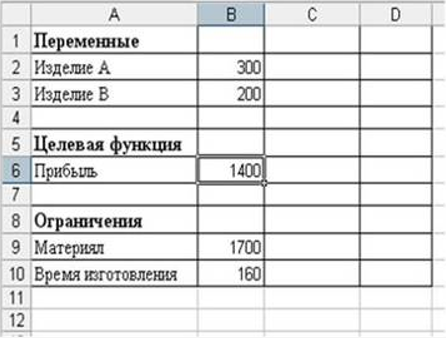 A B C D
1 Переменные
2 Изделие А 300
3 Изделие В 200
4
5 Целевая функция
6 Прибыль 1400
7
8 Ограничения
9 Материял 1700
10 Время изготовления 160
11
12